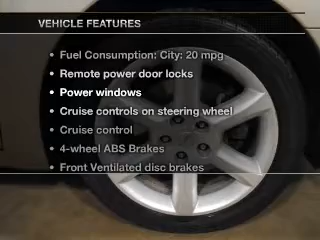 VEHICLE FEATURES
• Fuel Consumption: City: 20 mpg
• Remote power door locks
• Power windows
• Cruise controls on steering wheel
• Cruise control
• 4-wheel ABS Brakes
• Front Ventilated disc brakes